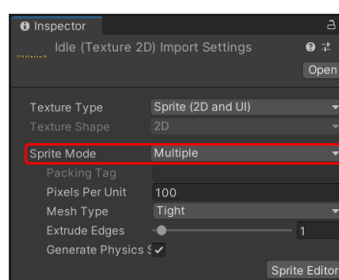 Inspector
Idle (Texture 2D) Import Settings
Open
Texture Type Sprite (2D and UI)
Texture Shape 2D
Sprite Mode Multiple
Packing Tag
Pixels Per Unit 100
Mesh Type Tight
Extrude Edges 1
Generate Physics S
Sprite Editor